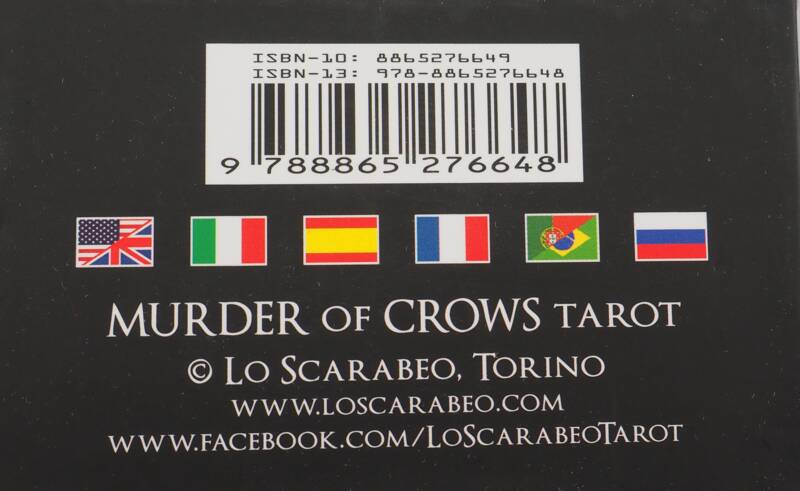 ISBN-10: 8865276649
ISBN-13: 978-8865276648
9 788865 276648
MURDER OF CROWS TAROT
© LO SCARABEO, TORINO
WWW.LOSCARABEO.COM
WWW.FACEBOOK.COM/LOSCARABEOTAROT